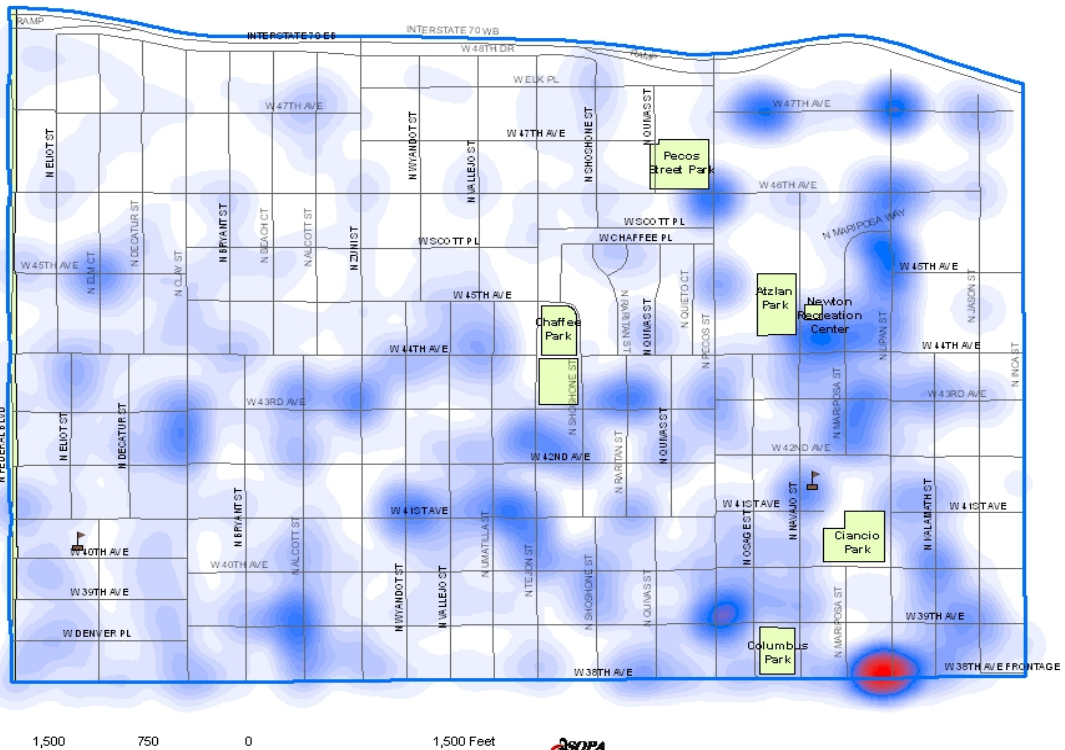 RAMP
INTERSTATE 70 EB
INTERSTATE 70 WB
W 48TH DR
RAMP
W ELK PL
W 47TH AVE
W 47TH AVE
W 47TH AVE
N ELIOT ST
N WYANDOT ST
N VALLEJO ST
N SHOSHONE ST
N QUIVAS ST
Pecos
Street Park
W 46TH AVE
N DECATUR ST
N BRYANT ST
N BEACH CT
N ALCOTT ST
N ZUNI ST
W SCOTT PL
W SCOTT PL
W CHAFFEE PL
N MARIPOSA WAY
W 45TH AVE
N ELM CT
N CLAY ST
W 45TH AVE
W 45TH AVE
N QUIETO CT
N RARITAN ST
N QUIVAS ST
N PECOS ST
Atzlan
Park
Newton
Recreation
Center
N JASON ST
N LIPAN ST
Chaffee
Park
W 44TH AVE
W 44TH AVE
N INCA ST
W 43RD AVE
W 43RD AVE
N SHOSHONE ST
N MARIPOSA ST
N FEDERAL BLVD
N ELIOT ST
N DECATUR ST
N RARITAN ST
N QUIVAS ST
W 42ND AVE
W 42ND AVE
N BRYANT ST
N ALCOTT ST
W 41ST AVE
W 41ST AVE
W 41ST AVE
N UMATILLA ST
N TEJON ST
N OSAGE ST
N NAVAJO ST
N KALAMATH ST
Ciancio
Park
W 40TH AVE
W 40TH AVE
W 39TH AVE
N WYANDOT ST
N VALLEJO ST
N SHOSHONE ST
N QUIVAS ST
N MARIPOSA ST
W 39TH AVE
W DENVER PL
Columbus
Park
W 38TH AVE
W 38TH AVE FRONTAGE
1,500
750
0
1,500 Feet